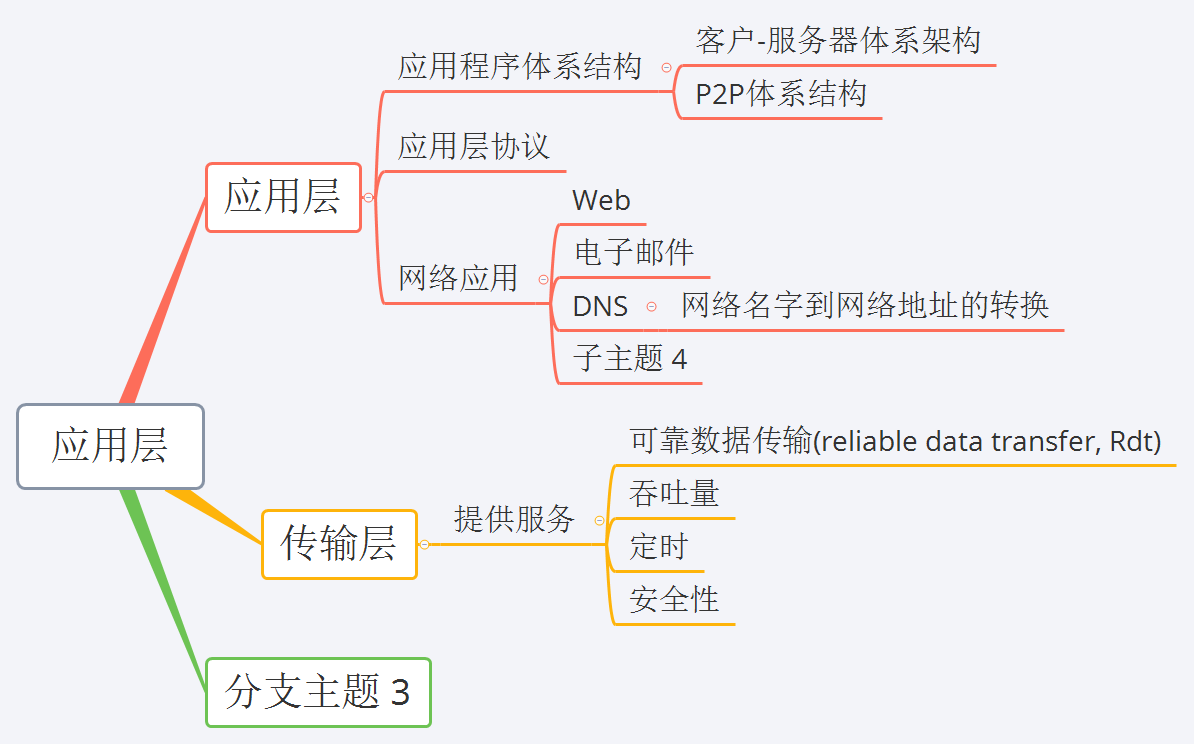 客户-服务器体系架构
应用程序体系结构
P2P体系结构
应用层协议
应用层
Web
电子邮件
网络应用
DNS
网络名字到网络地址的转换
子主题 4
应用层
可靠数据传输(reliable data transfer, Rdt)
吞吐量
提供服务
传输层
定时
安全性
分支主题 3